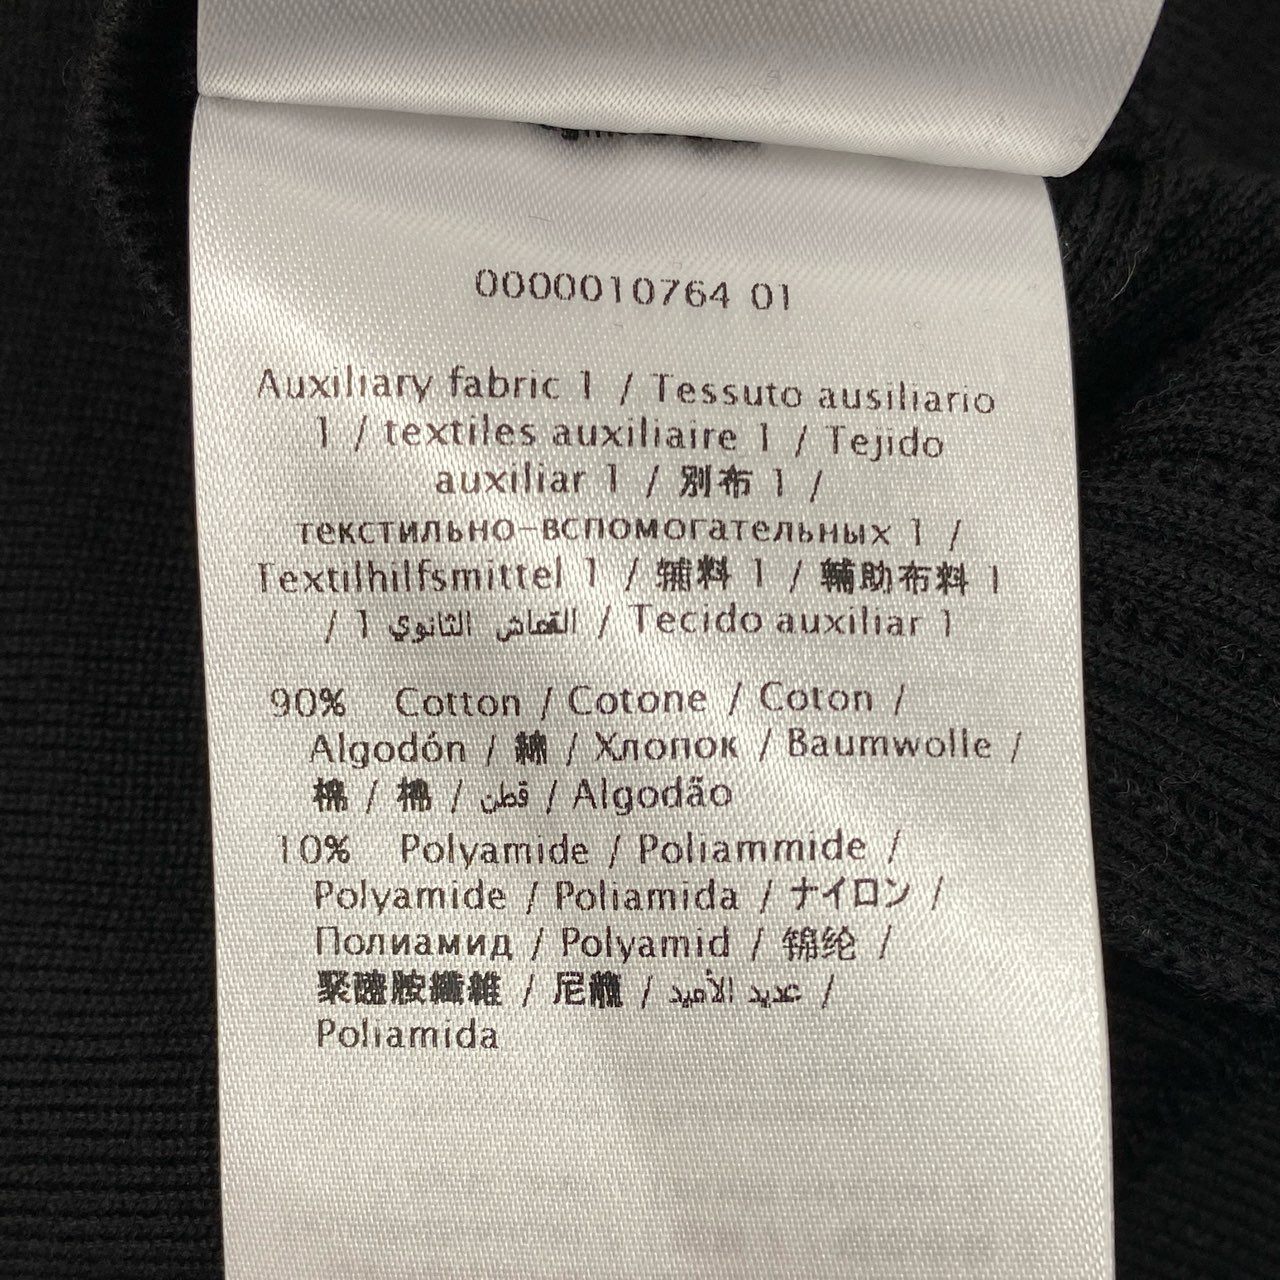 0000010764 01
Auxiliary fabric 1 / Tessuto ausiliario
1 / textiles auxiliaire 1 / Tejido
auxiliar 1 / 別布 1 /
текстильно-вспомогательных 1 /
Textilhilfsmittel 1 / 辅料 1 / 輔助布料 1
/ 1 القماش الثانوي / Tecido auxiliar 1
90% Cotton / Cotone / Coton /
Algodón / 綿 / Хлопок / Baumwolle /
棉 / 棉 / قطن / Algodão
10% Polyamide / Poliammide /
Polyamide / Poliamida / ナイロン /
Полиамид / Polyamid / 锦纶 /
聚醯胺纖維 / 尼龍 / عديد الأميد /
Poliamida